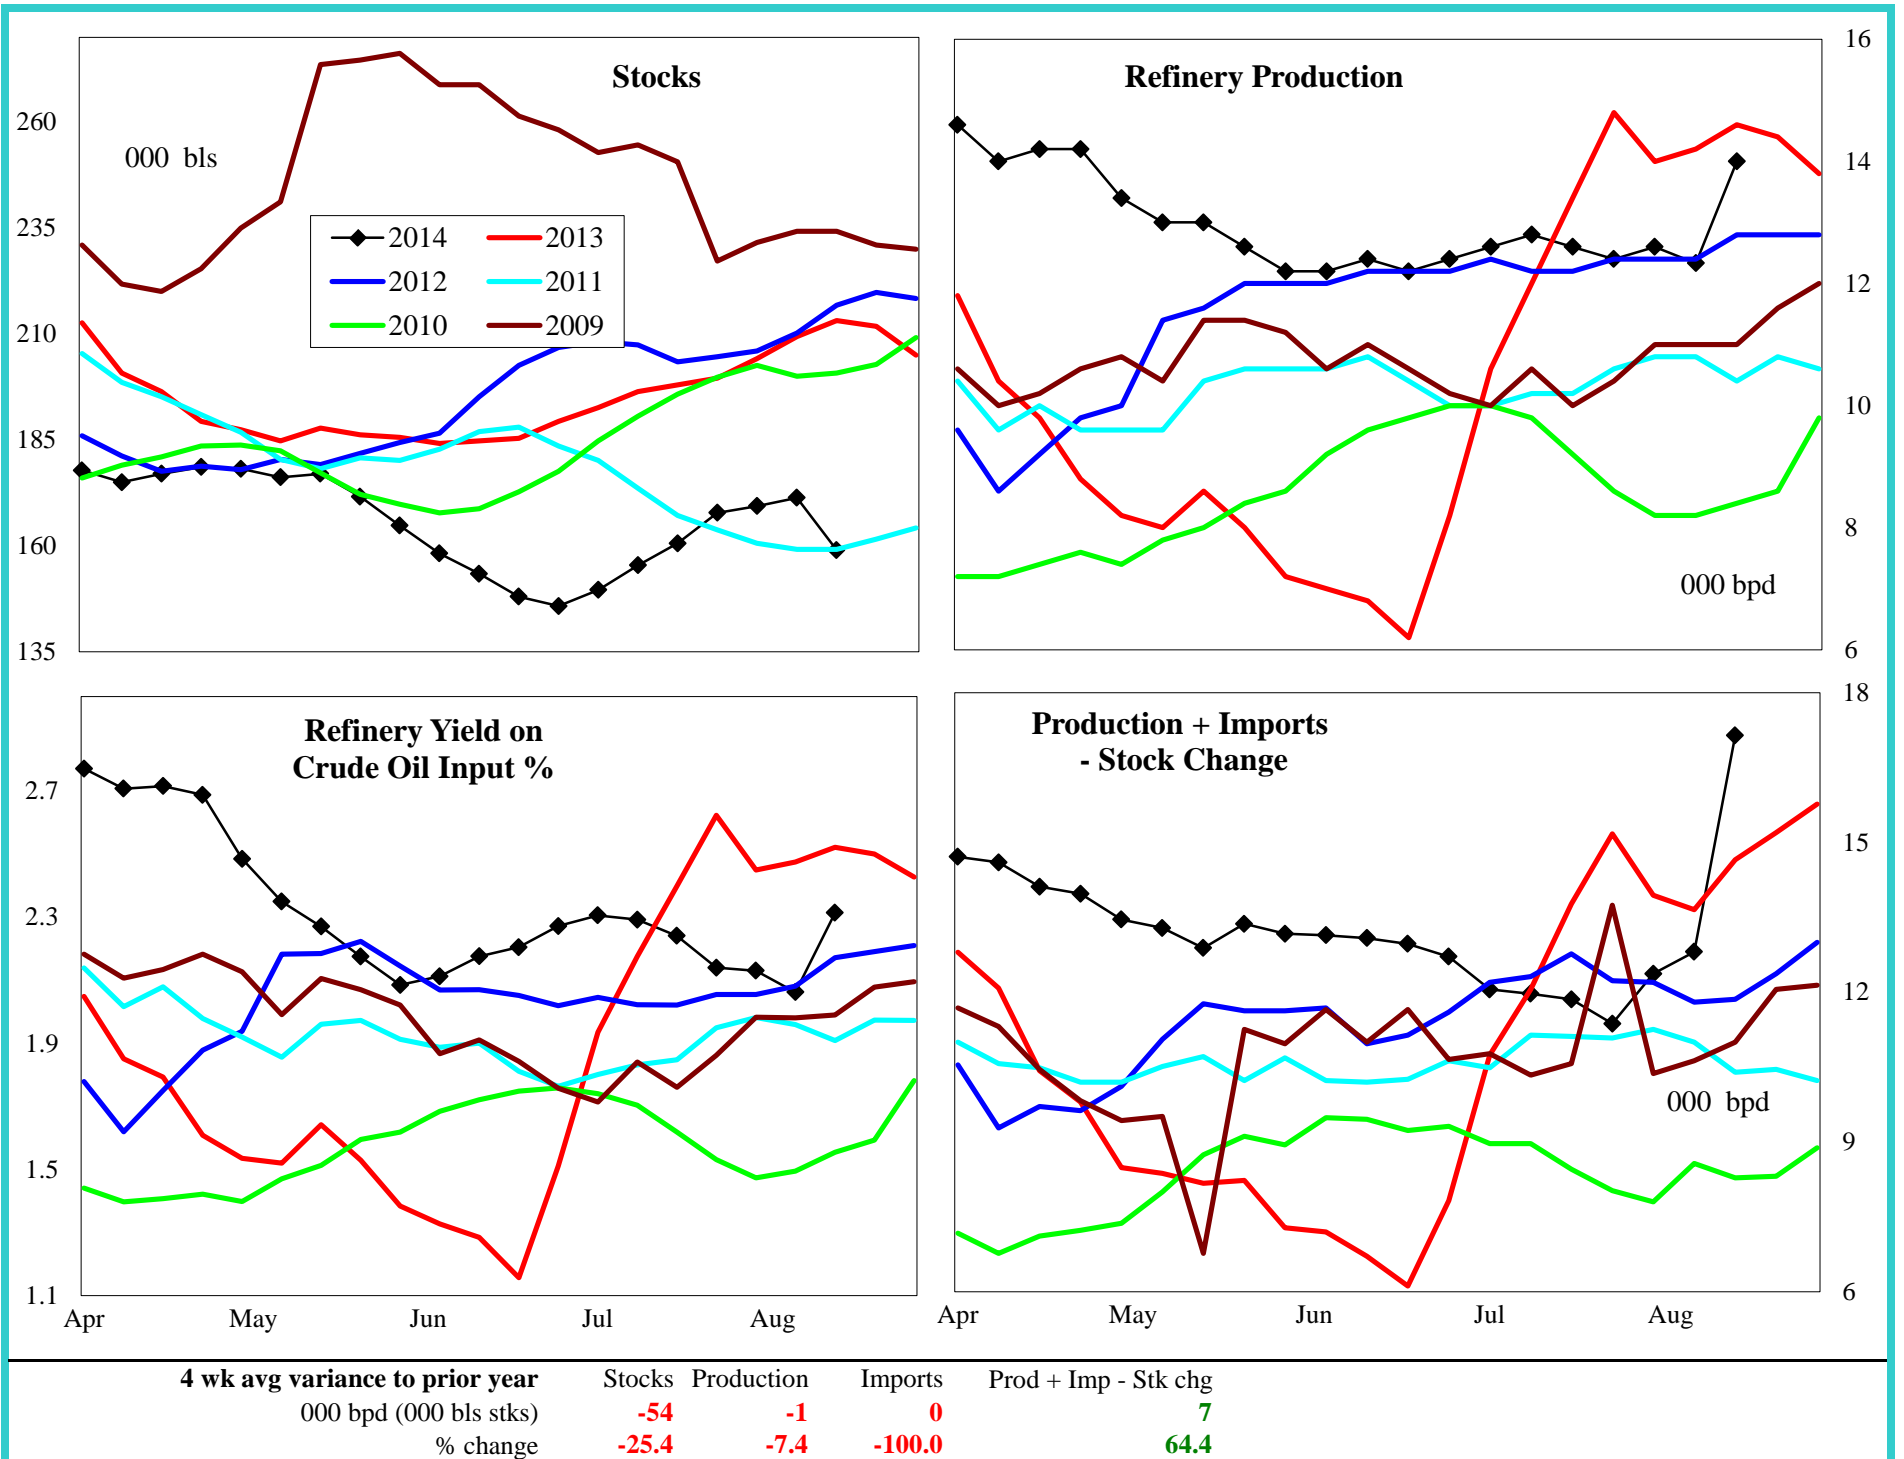 Stocks
000 bls
260
235
210
185
160
135
2014 2013
2012 2011
2010 2009
Refinery Production
000 bpd
16
14
12
10
8
6
Refinery Yield on
Crude Oil Input %
2.7
2.3
1.9
1.5
1.1
Apr May Jun Jul Aug
Production + Imports
- Stock Change
000 bpd
18
15
12
9
6
Apr May Jun Jul Aug
4 wk avg variance to prior year Stocks Production Imports Prod + Imp - Stk chg
000 bpd (000 bls stks) -54 -1 0 7
% change -25.4 -7.4 -100.0 64.4